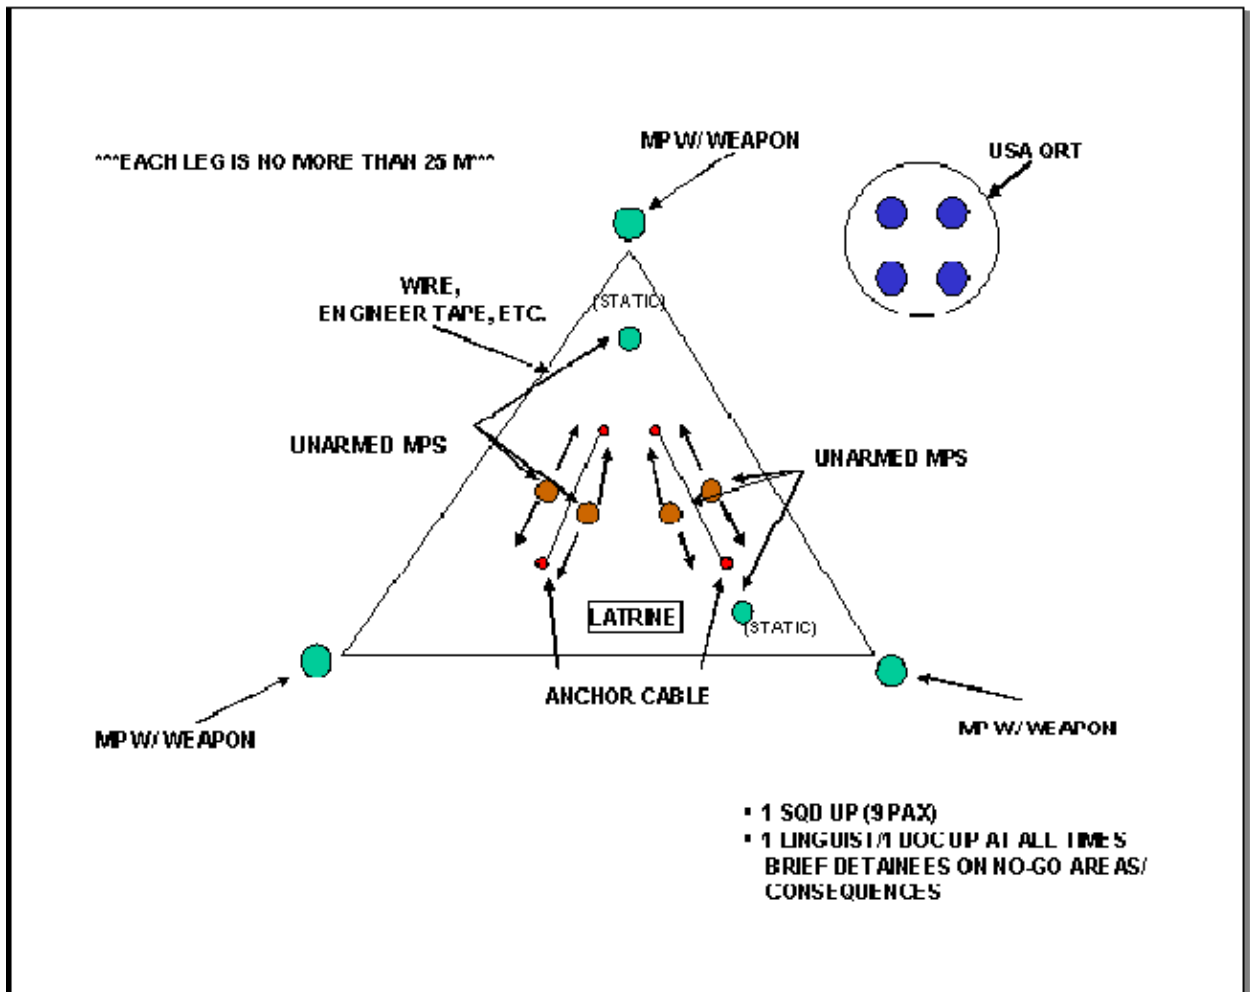 ***EACH LEG IS NO MORE THAN 25 M***
MP W/ WEAPON
USA QRT
WIRE,
ENGINEER TAPE, ETC.
(STATIC)
UNARMED MPS
UNARMED MPS
LATRINE
(STATIC)
ANCHOR CABLE
MP W/ WEAPON
MP W/ WEAPON
▪ 1 SQD UP (9 PAX)
▪ 1 LINGUIST/1 DOC UP AT ALL TIMES
BRIEF DETAINEES ON NO-GO AREAS/
CONSEQUENCES